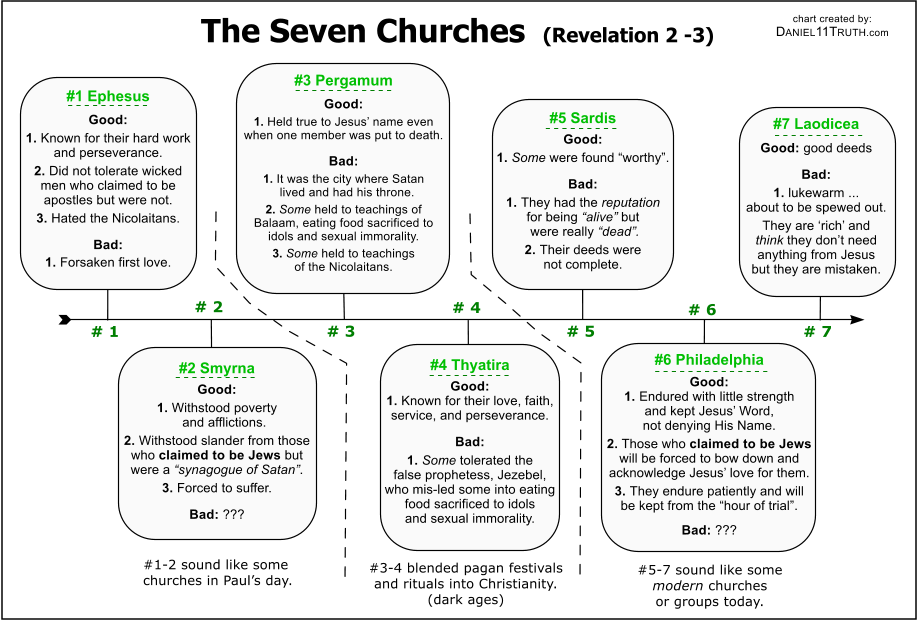 The Seven Churches (Revelation 2 -3)
chart created by:
DANIEL11TRUTH.com
#1 Ephesus
Good:
1. Known for their hard work
and perseverance.
2. Did not tolerate wicked
men who claimed to be
apostles but were not.
3. Hated the Nicolaitans.
Bad:
1. Forsaken first love.
#3 Pergamum
Good:
1. Held true to Jesus’ name even
when one member was put to death.
Bad:
1. It was the city where Satan
lived and had his throne.
2. Some held to teachings of
Balaam, eating food sacrificed to
idols and sexual immorality.
3. Some held to teachings
of the Nicolaitans.
#5 Sardis
Good:
1. Some were found “worthy”.
Bad:
1. They had the reputation
for being “alive” but
were really “dead”.
2. Their deeds were
not complete.
#7 Laodicea
Good: good deeds
Bad:
1. lukewarm ...
about to be spewed out.
They are ‘rich’ and
think they don’t need
anything from Jesus
but they are mistaken.
# 1
# 2
# 3
# 4
# 5
# 6
# 7
#2 Smyrna
Good:
1. Withstood poverty
and afflictions.
2. Withstood slander from those
who claimed to be Jews but
were a “synagogue of Satan”.
3. Forced to suffer.
Bad: ???
#4 Thyatira
Good:
1. Known for their love, faith,
service, and perseverance.
Bad:
1. Some tolerated the
false prophetess, Jezebel,
who mis-led some into eating
food sacrificed to idols
and sexual immorality.
#6 Philadelphia
Good:
1. Endured with little strength
and kept Jesus’ Word,
not denying His Name.
2. Those who claimed to be Jews
will be forced to bow down and
acknowledge Jesus’ love for them.
3. They endure patiently and will
be kept from the “hour of trial”.
Bad: ???
#1-2 sound like some
churches in Paul’s day.
#3-4 blended pagan festivals
and rituals into Christianity.
(dark ages)
#5-7 sound like some
modern churches
or groups today.